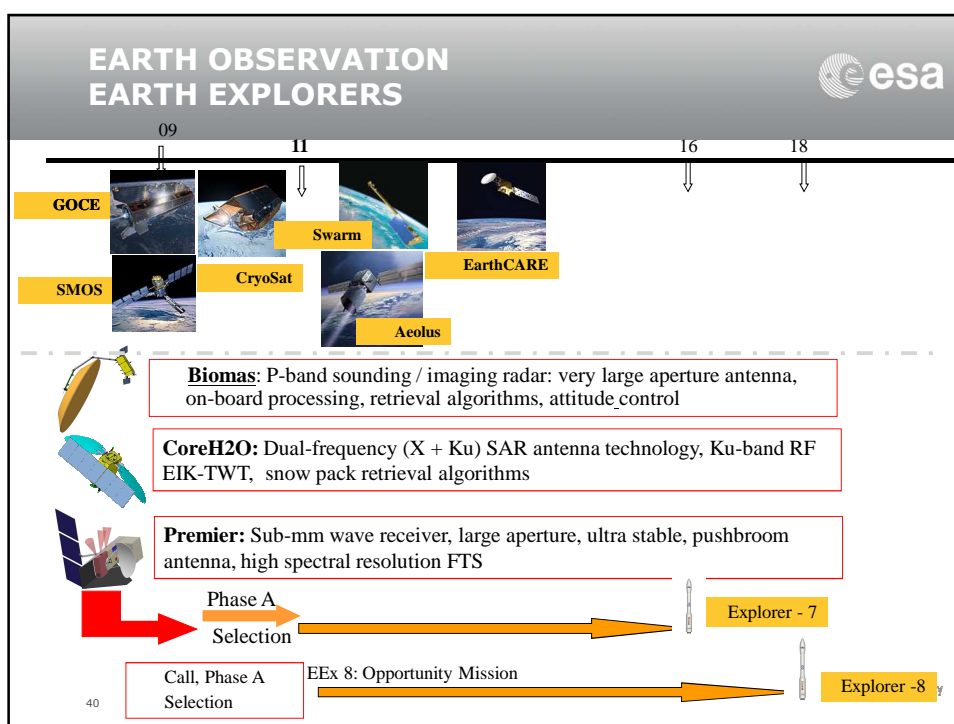 EARTH OBSERVATION
EARTH EXPLORERS
esa
09
11
16
18
GOCE
Swarm
EarthCARE
SMOS
CryoSat
Aeolus
Biomas: P-band sounding / imaging radar: very large aperture antenna,
on-board processing, retrieval algorithms, attitude control
CoreH2O: Dual-frequency (X + Ku) SAR antenna technology, Ku-band RF
EIK-TWT, snow pack retrieval algorithms
Premier: Sub-mm wave receiver, large aperture, ultra stable, pushbroom
antenna, high spectral resolution FTS
Phase A
Selection
Explorer - 7
Call, Phase A
Selection
EEx 8: Opportunity Mission
Explorer -8
40